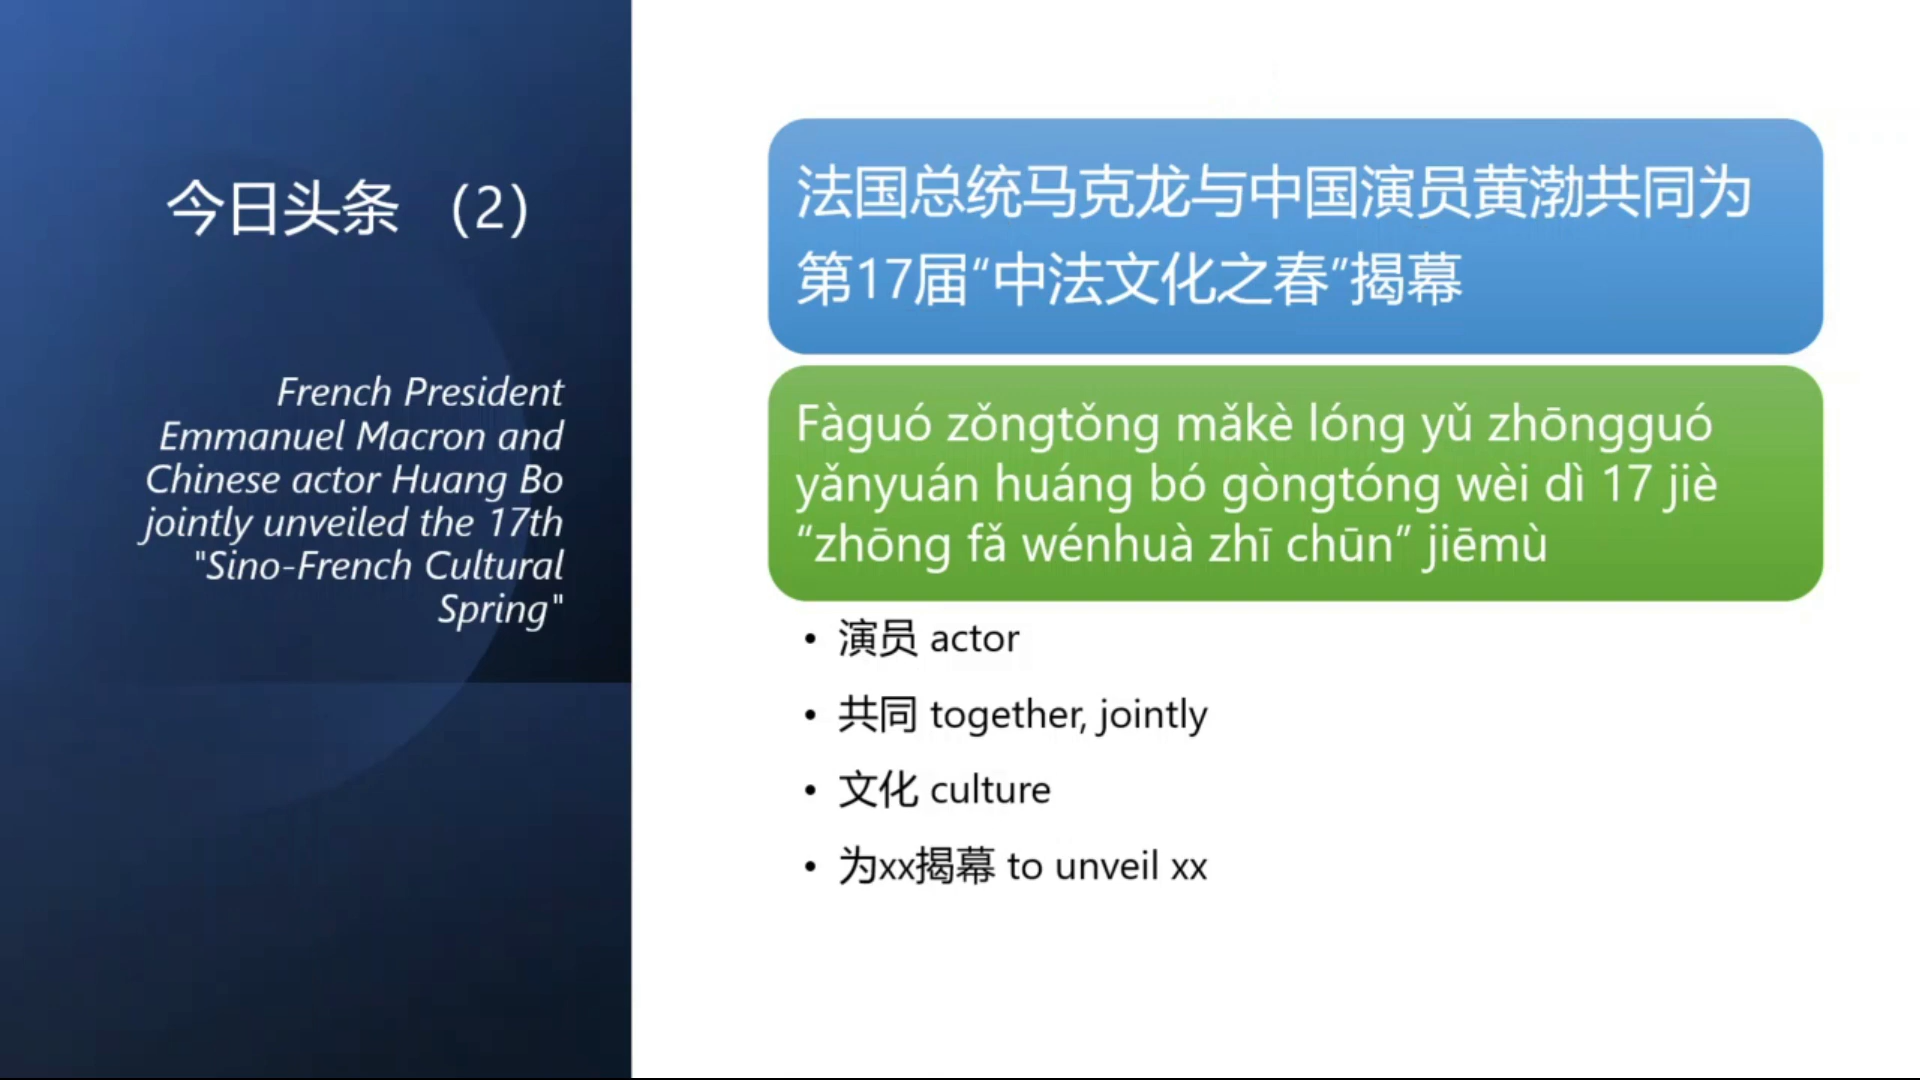 今日头条 （2）
French President
Emmanuel Macron and
Chinese actor Huang Bo
jointly unveiled the 17th
"Sino-French Cultural
Spring"
法国总统马克龙与中国演员黄渤共同为
第17届“中法文化之春”揭幕
Fàguó zǒngtǒng mǎkè lóng yǔ zhōngguó
yǎnyuán huáng bó gòngtóng wèi dì 17 jiè
“zhōng fǎ wénhuà zhī chūn” jiēmù
• 演员 actor
• 共同 together, jointly
• 文化 culture
• 为xx揭幕 to unveil xx